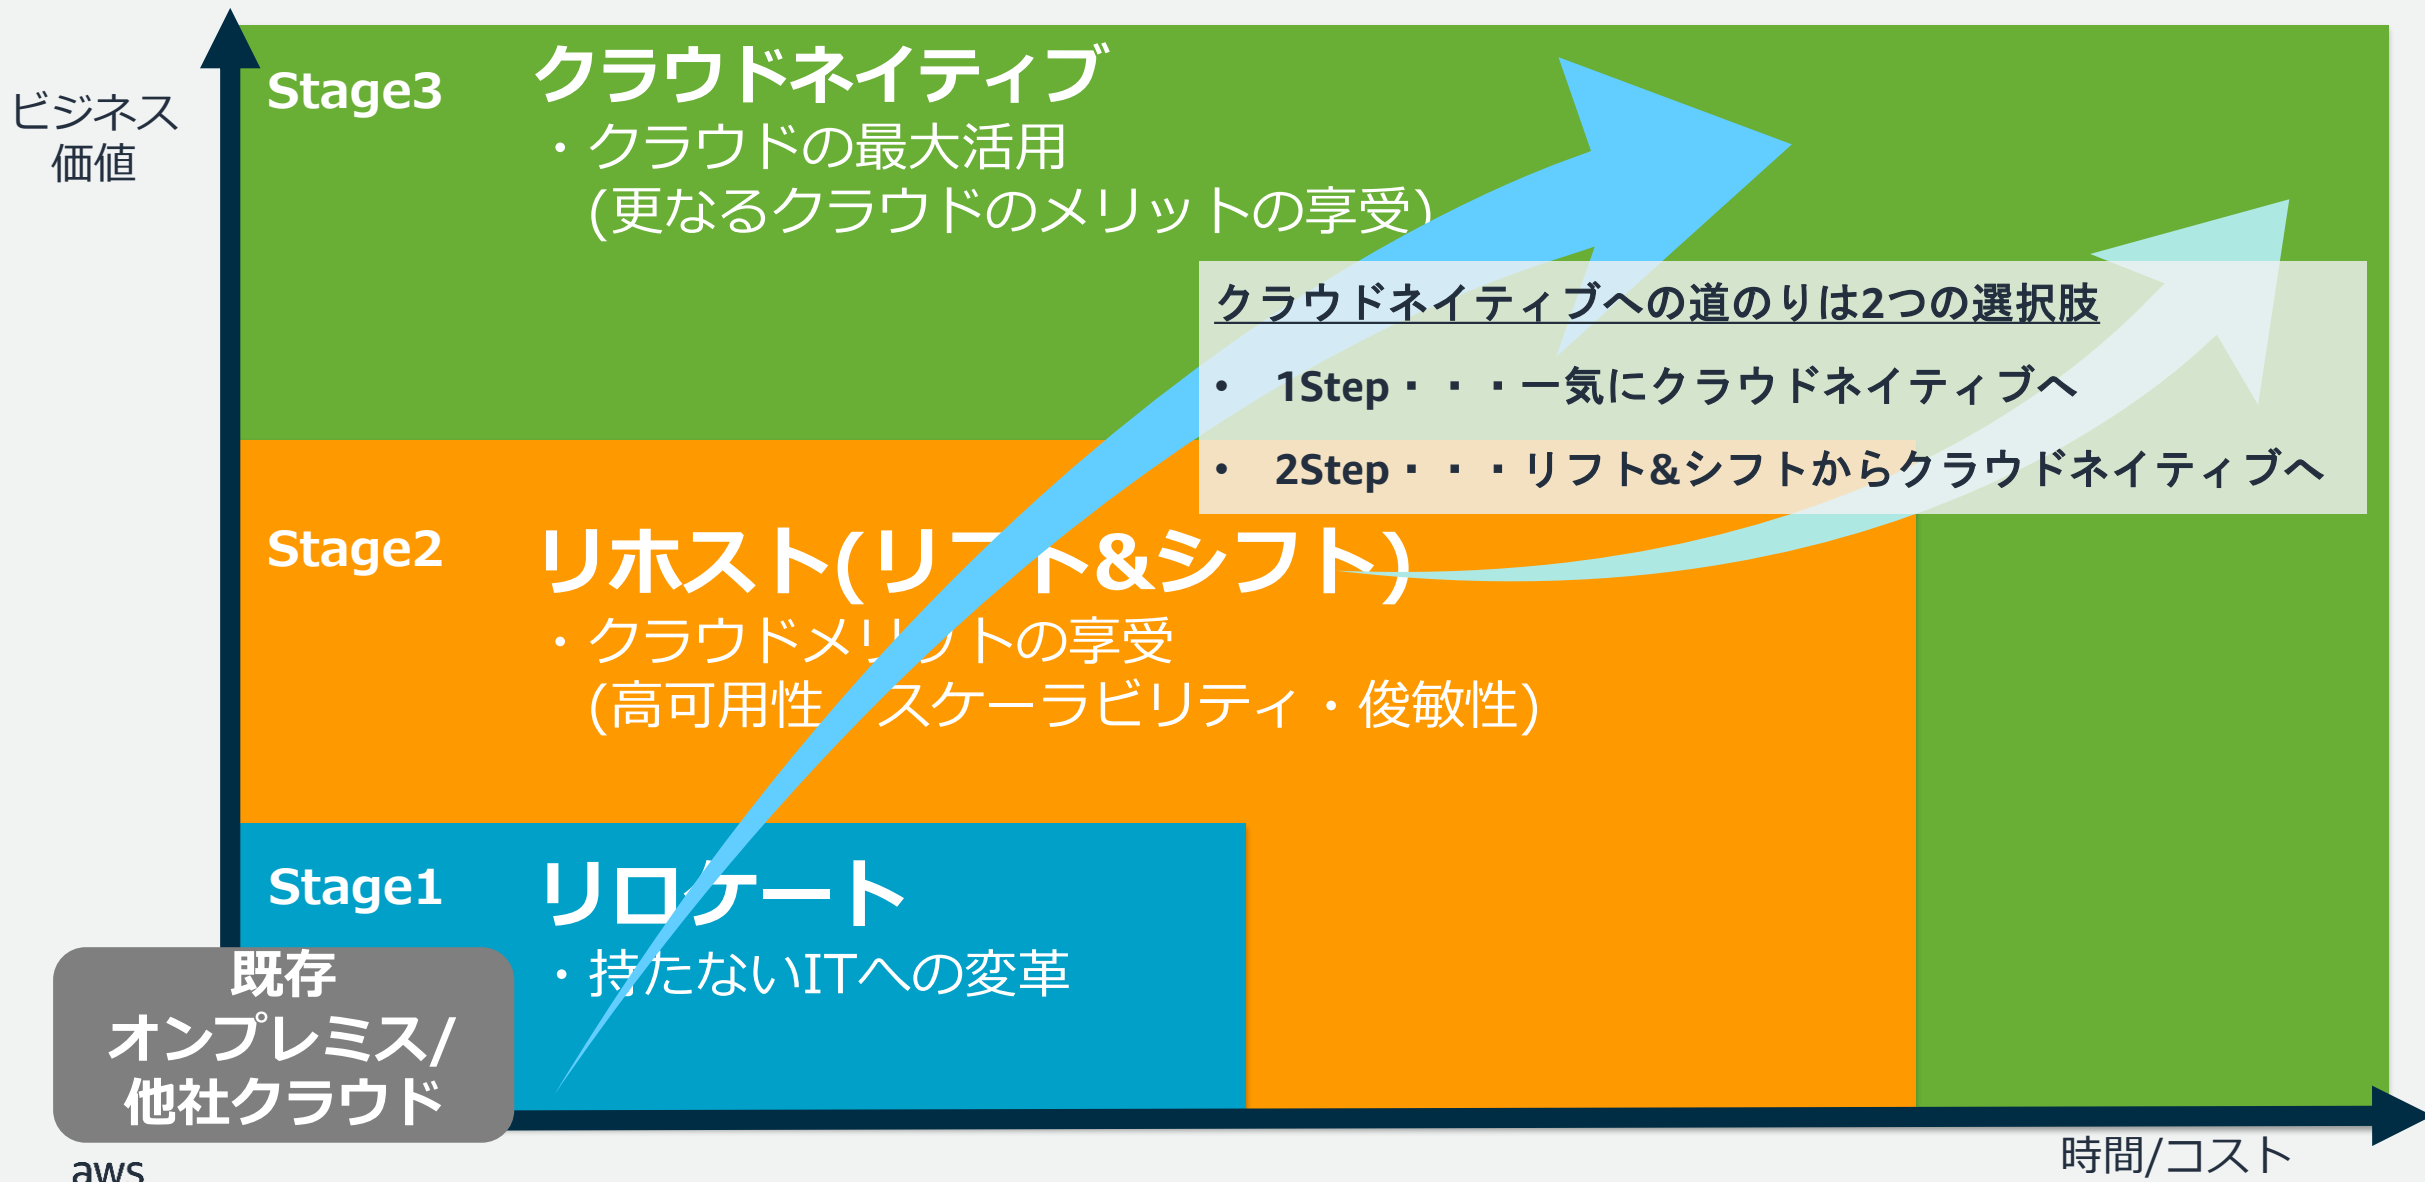 ビジネス
価値
Stage3
クラウドネイティブ
・クラウドの最大活用
(更なるクラウドのメリットの享受)
クラウドネイティブへの道のりは2つの選択肢
• 1Step・・・一気にクラウドネイティブへ
• 2Step・・・リフト&シフトからクラウドネイティブへ
Stage2
リホスト(リフト&シフト)
・クラウドメリットの享受
(高可用性・スケーラビリティ・俊敏性)
Stage1
リロケート
・持たないITへの変革
既存
オンプレミス/
他社クラウド
時間/コスト
aws